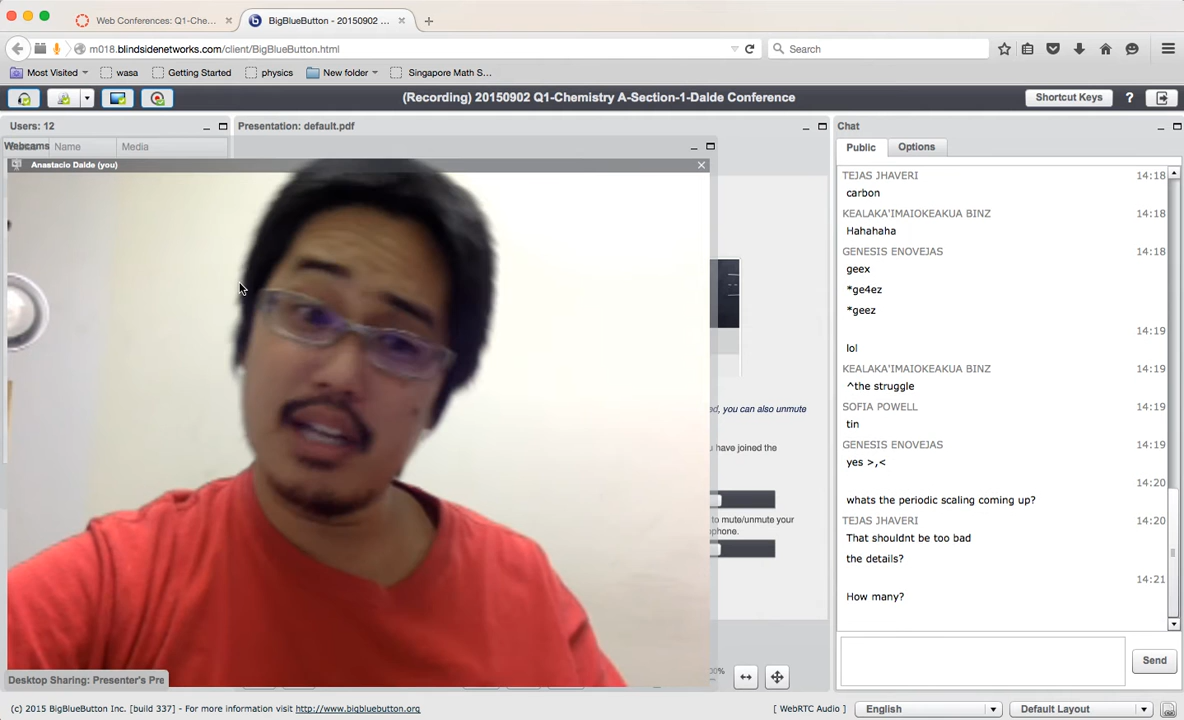 Web Conferences: Q1-Che...
BigBlueButton - 20150902 ...
m018.blindsidenetworks.com/client/BigBlueButton.html
Search
Most Visited
wasa
Getting Started
physics
New folder
Singapore Math S...
(Recording) 20150902 Q1-Chemistry A-Section-1-Dalde Conference
Shortcut Keys
?
Users: 12
Presentation: default.pdf
Chat
Webcams
Name
Media
Anastacio Dalde (you)
Public
Options
TEJAS JHAVERI 14:18
carbon
KEALAKA'IMAIOKEAKUA BINZ 14:18
Hahahaha
GENESIS ENOVEJAS 14:18
geex
*ge4ez
*geez
14:19
lol
KEALAKA'IMAIOKEAKUA BINZ 14:19
^the struggle
SOFIA POWELL 14:19
tin
GENESIS ENOVEJAS 14:19
yes >,<
14:20
whats the periodic scaling coming up?
TEJAS JHAVERI 14:20
That shouldnt be too bad
the details?
14:21
How many?
you can also unmute
have joined the
to mute/unmute your
phone.
Send
Desktop Sharing: Presenter's Pre
(c) 2015 BigBlueButton Inc. [build 337] - For more information visit http://www.bigbluebutton.org
[ WebRTC Audio ]
English
Default Layout